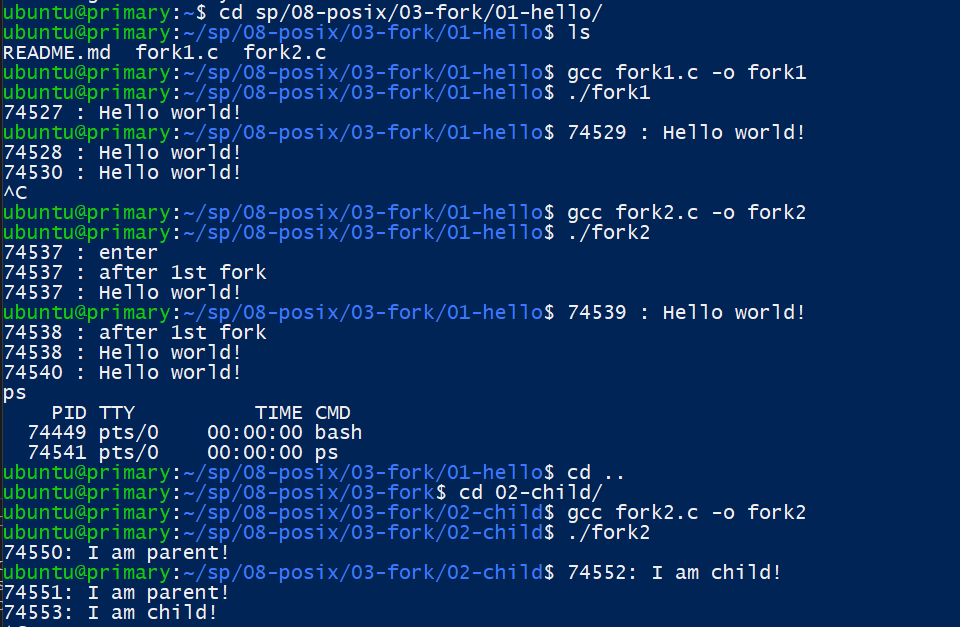 ubuntu@primary:~$ cd sp/08-posix/03-fork/01-hello/
ubuntu@primary:~/sp/08-posix/03-fork/01-hello$ ls
README.md  fork1.c  fork2.c
ubuntu@primary:~/sp/08-posix/03-fork/01-hello$ gcc fork1.c -o fork1
ubuntu@primary:~/sp/08-posix/03-fork/01-hello$ ./fork1
74527 : Hello world!
ubuntu@primary:~/sp/08-posix/03-fork/01-hello$ 74529 : Hello world!
74528 : Hello world!
74530 : Hello world!
^C
ubuntu@primary:~/sp/08-posix/03-fork/01-hello$ gcc fork2.c -o fork2
ubuntu@primary:~/sp/08-posix/03-fork/01-hello$ ./fork2
74537 : enter
74537 : after 1st fork
74537 : Hello world!
ubuntu@primary:~/sp/08-posix/03-fork/01-hello$ 74539 : Hello world!
74538 : after 1st fork
74538 : Hello world!
74540 : Hello world!
ps
    PID TTY          TIME CMD
  74449 pts/0    00:00:00 bash
  74541 pts/0    00:00:00 ps
ubuntu@primary:~/sp/08-posix/03-fork/01-hello$ cd ..
ubuntu@primary:~/sp/08-posix/03-fork$ cd 02-child/
ubuntu@primary:~/sp/08-posix/03-fork/02-child$ gcc fork2.c -o fork2
ubuntu@primary:~/sp/08-posix/03-fork/02-child$ ./fork2
74550: I am parent!
ubuntu@primary:~/sp/08-posix/03-fork/02-child$ 74552: I am child!
74551: I am parent!
74553: I am child!